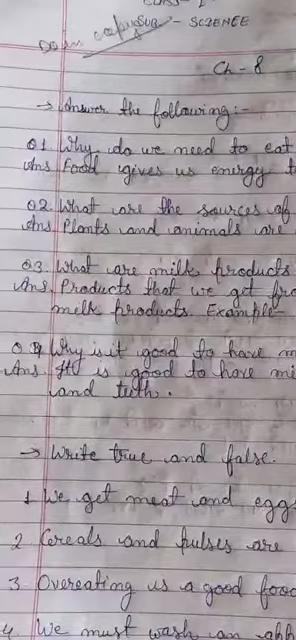 CLASS-
- SCIENCE
Ch - 8
→ Answer the following :-
Q1 Why do we need to eat
Ans Food gives us energy t
Q2 What are the sources of
Ans Plants and animals are
Q3. What are milk products
Ans. Products that we get fro
milk products. Example-
Q4 Why is it good to have m
Ans. It is good to have mi
and teeth.
→ Write true and false.
1 We get meat and egg
2 Cereals and pulses are
3. Overeating is a good food
4. We must wash